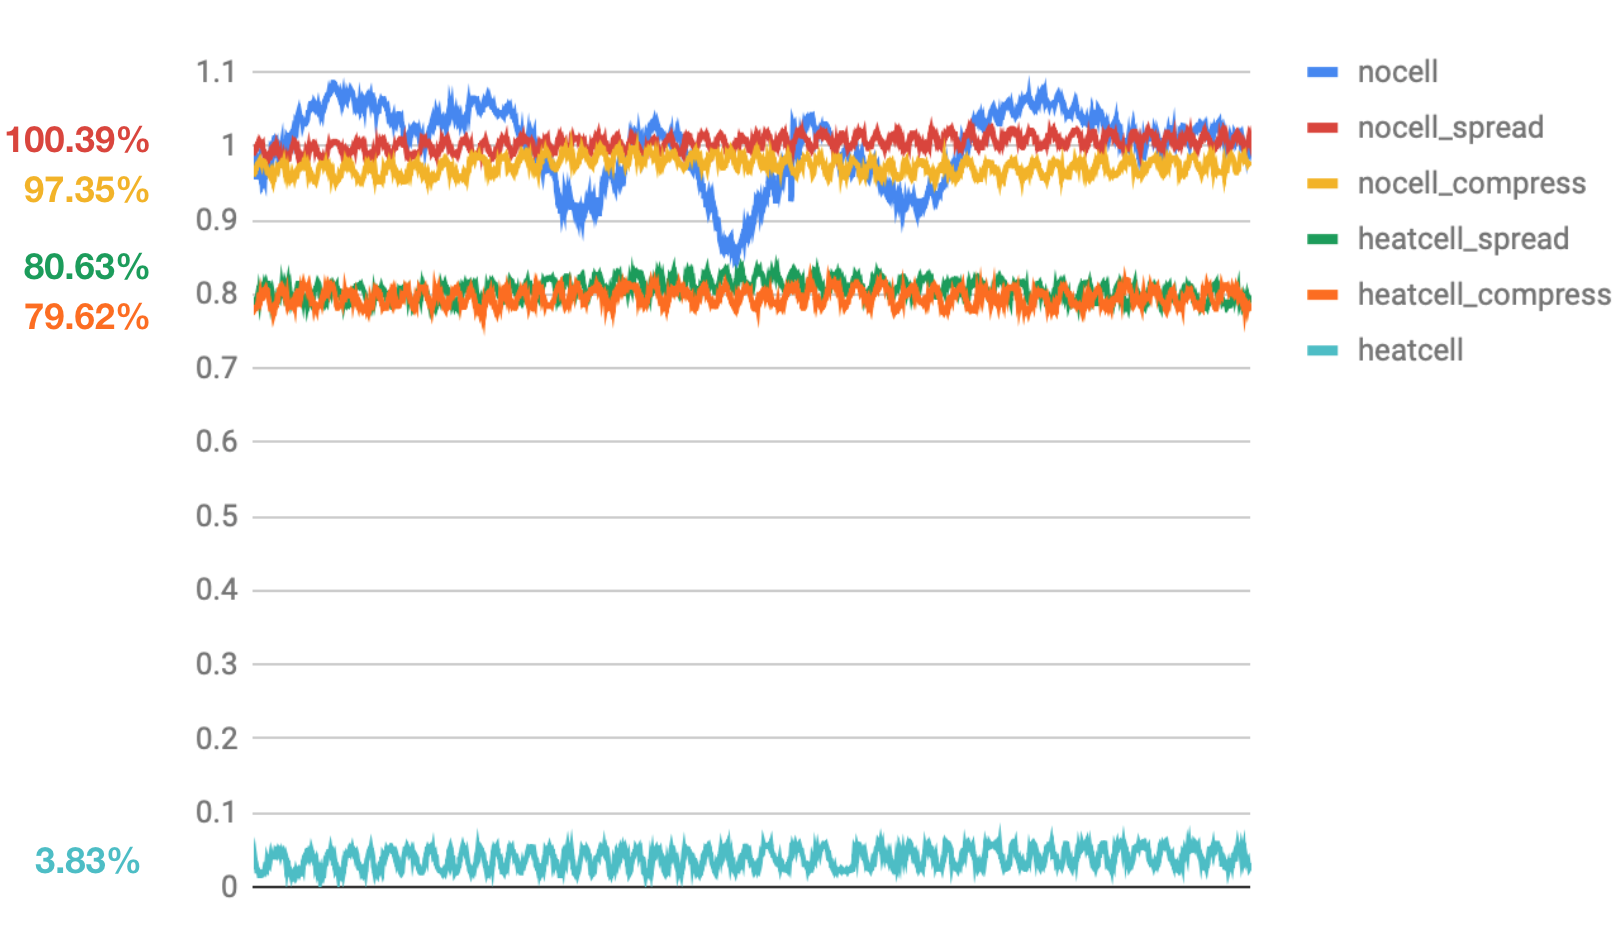 100.39%
97.35%
80.63%
79.62%
3.83%
1.1
1
0.9
0.8
0.7
0.6
0.5
0.4
0.3
0.2
0.1
0
nocell
nocell_spread
nocell_compress
heatcell_spread
heatcell_compress
heatcell